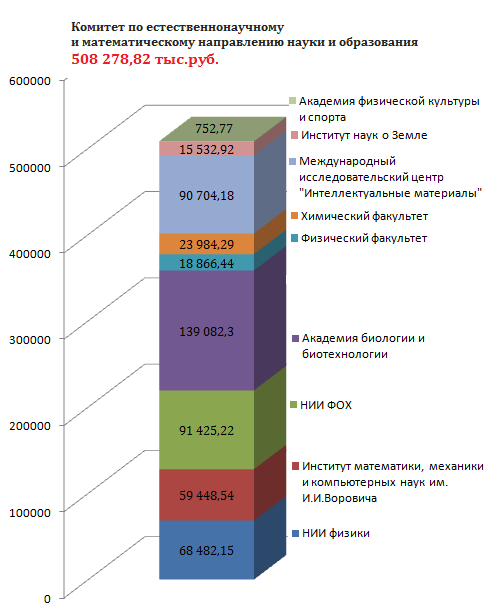 Комитет по естественнонаучному
и математическому направлению науки и образования
508 278,82 тыс.руб.
600000
500000
400000
300000
200000
100000
0
752,77
15 532,92
90 704,18
23 984,29
18 866,44
139 082,3
91 425,22
59 448,54
68 482,15
Академия физической культуры
и спорта
Институт наук о Земле
Международный
исследовательский центр
"Интеллектуальные материалы"
Химический факультет
Физический факультет
Академия биологии и
биотехнологии
НИИ ФОХ
Институт математики, механики
и компьютерных наук им.
И.И.Воровича
НИИ физики